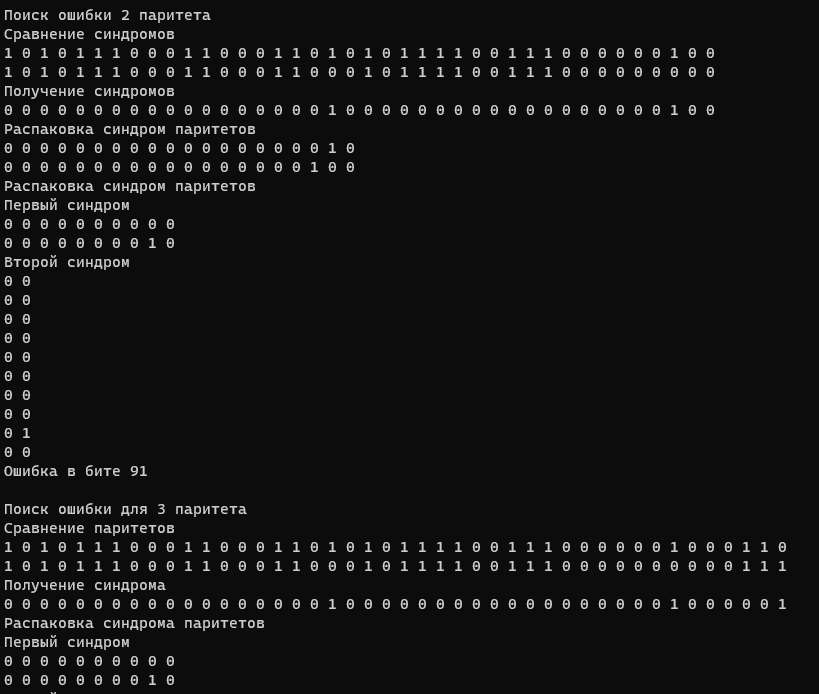 Поиск ошибки 2 паритета
Сравнение синдромов
1 0 1 0 1 1 1 0 0 0 1 1 0 0 0 1 1 0 1 0 1 0 1 1 1 1 0 0 1 1 1 0 0 0 0 0 0 1 0 0
1 0 1 0 1 1 1 0 0 0 1 1 0 0 0 1 1 0 0 0 1 0 1 1 1 1 0 0 1 1 1 0 0 0 0 0 0 0 0 0
Получение синдромов
0 0 0 0 0 0 0 0 0 0 0 0 0 0 0 0 0 0 1 0 0 0 0 0 0 0 0 0 0 0 0 0 0 0 0 0 0 1 0 0
Распаковка синдром паритетов
0 0 0 0 0 0 0 0 0 0 0 0 0 0 0 0 0 0 1 0
0 0 0 0 0 0 0 0 0 0 0 0 0 0 0 0 0 1 0 0
Распаковка синдром паритетов
Первый синдром
0 0 0 0 0 0 0 0 0 0
0 0 0 0 0 0 0 0 1 0
Второй синдром
0 0
0 0
0 0
0 0
0 0
0 0
0 0
0 0
0 1
0 0
Ошибка в бите 91
Поиск ошибки для 3 паритета
Сравнение паритетов
1 0 1 0 1 1 1 0 0 0 1 1 0 0 0 1 1 0 1 0 1 0 1 1 1 1 0 0 1 1 1 0 0 0 0 0 0 1 0 0 0 1 1 0
1 0 1 0 1 1 1 0 0 0 1 1 0 0 0 1 1 0 0 0 1 0 1 1 1 1 0 0 1 1 1 0 0 0 0 0 0 0 0 0 0 1 1 1
Получение синдрома
0 0 0 0 0 0 0 0 0 0 0 0 0 0 0 0 0 0 1 0 0 0 0 0 0 0 0 0 0 0 0 0 0 0 0 0 0 1 0 0 0 0 0 1
Распаковка синдрома паритетов
Первый синдром
0 0 0 0 0 0 0 0 0 0
0 0 0 0 0 0 0 0 1 0